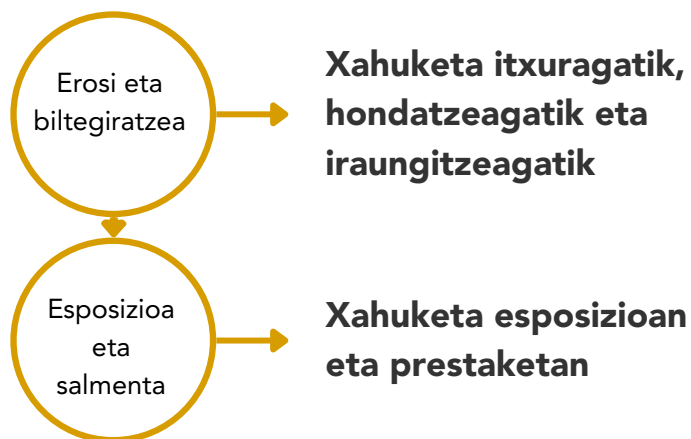 Erosi eta
biltegiratzea
Xahuketa itxuragatik,
hondatzeagatik eta
iraungitzeagatik
Esposizioa
eta
salmenta
Xahuketa esposizioan
eta prestaketan